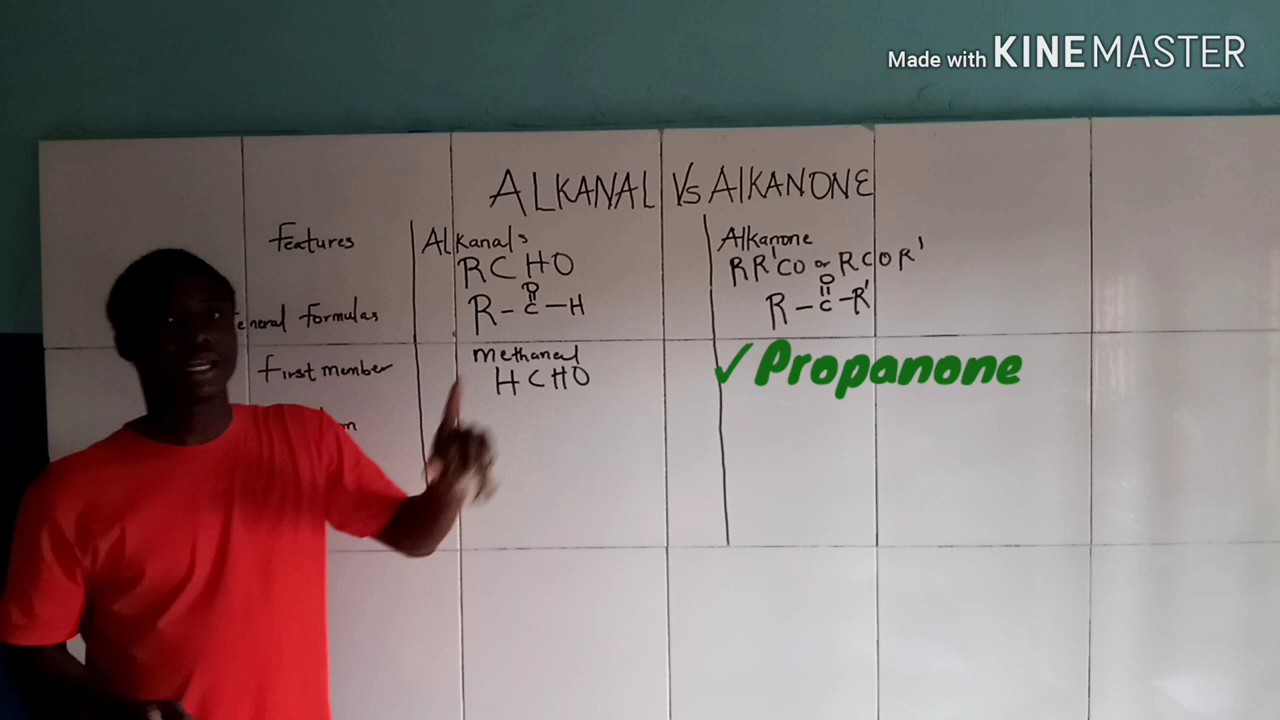 Made with KINEMASTER
ALKANAL Vs AlKANONE
Features
Alkanals
Alkanone
RCHO
RR'CO or RCOR'
O
O
eneral formulas
R-C-H
R-C-R'
First member
methanal
HCHO
✓Propanone